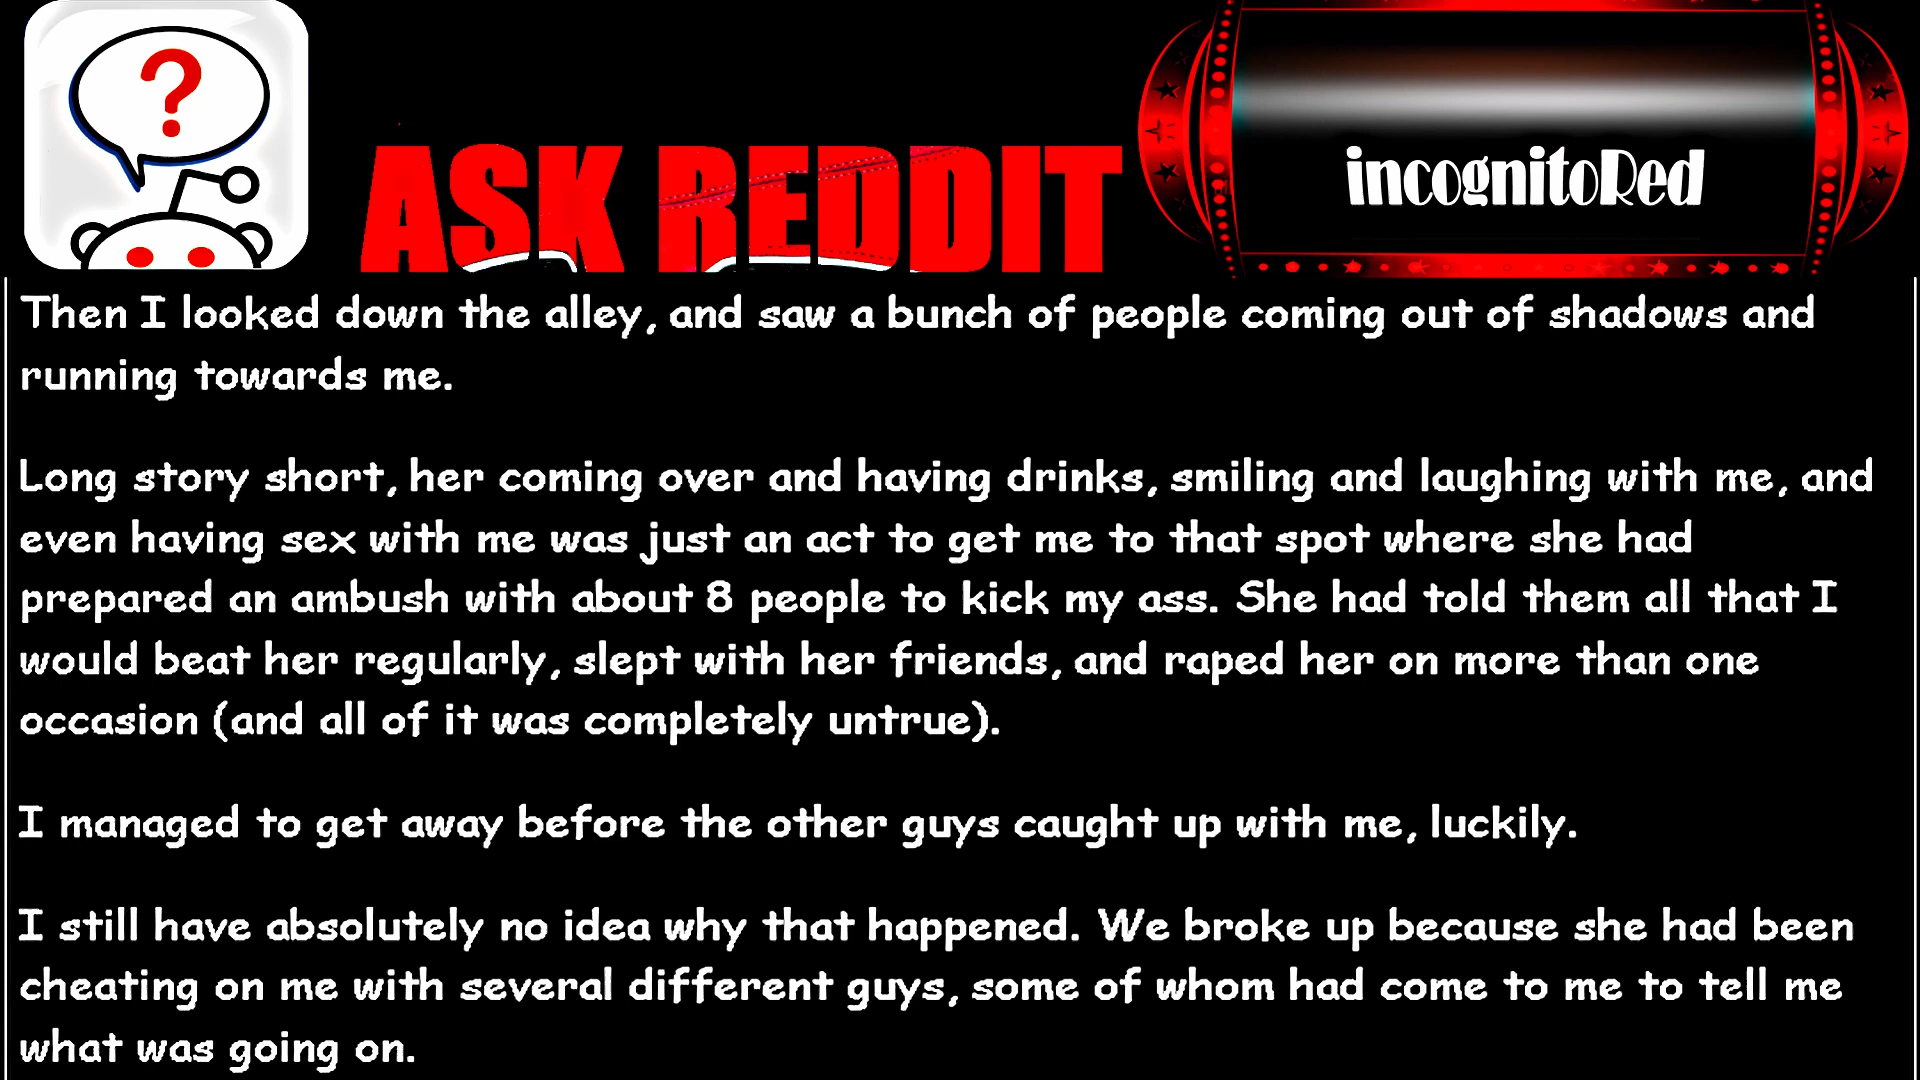 ?
ASK REDDIT
incognitoRed
Then I looked down the alley, and saw a bunch of people coming out of shadows and
running towards me.
Long story short, her coming over and having drinks, smiling and laughing with me, and
even having sex with me was just an act to get me to that spot where she had
prepared an ambush with about 8 people to kick my ass. She had told them all that I
would beat her regularly, slept with her friends, and raped her on more than one
occasion (and all of it was completely untrue).
I managed to get away before the other guys caught up with me, luckily.
I still have absolutely no idea why that happened. We broke up because she had been
cheating on me with several different guys, some of whom had come to me to tell me
what was going on.